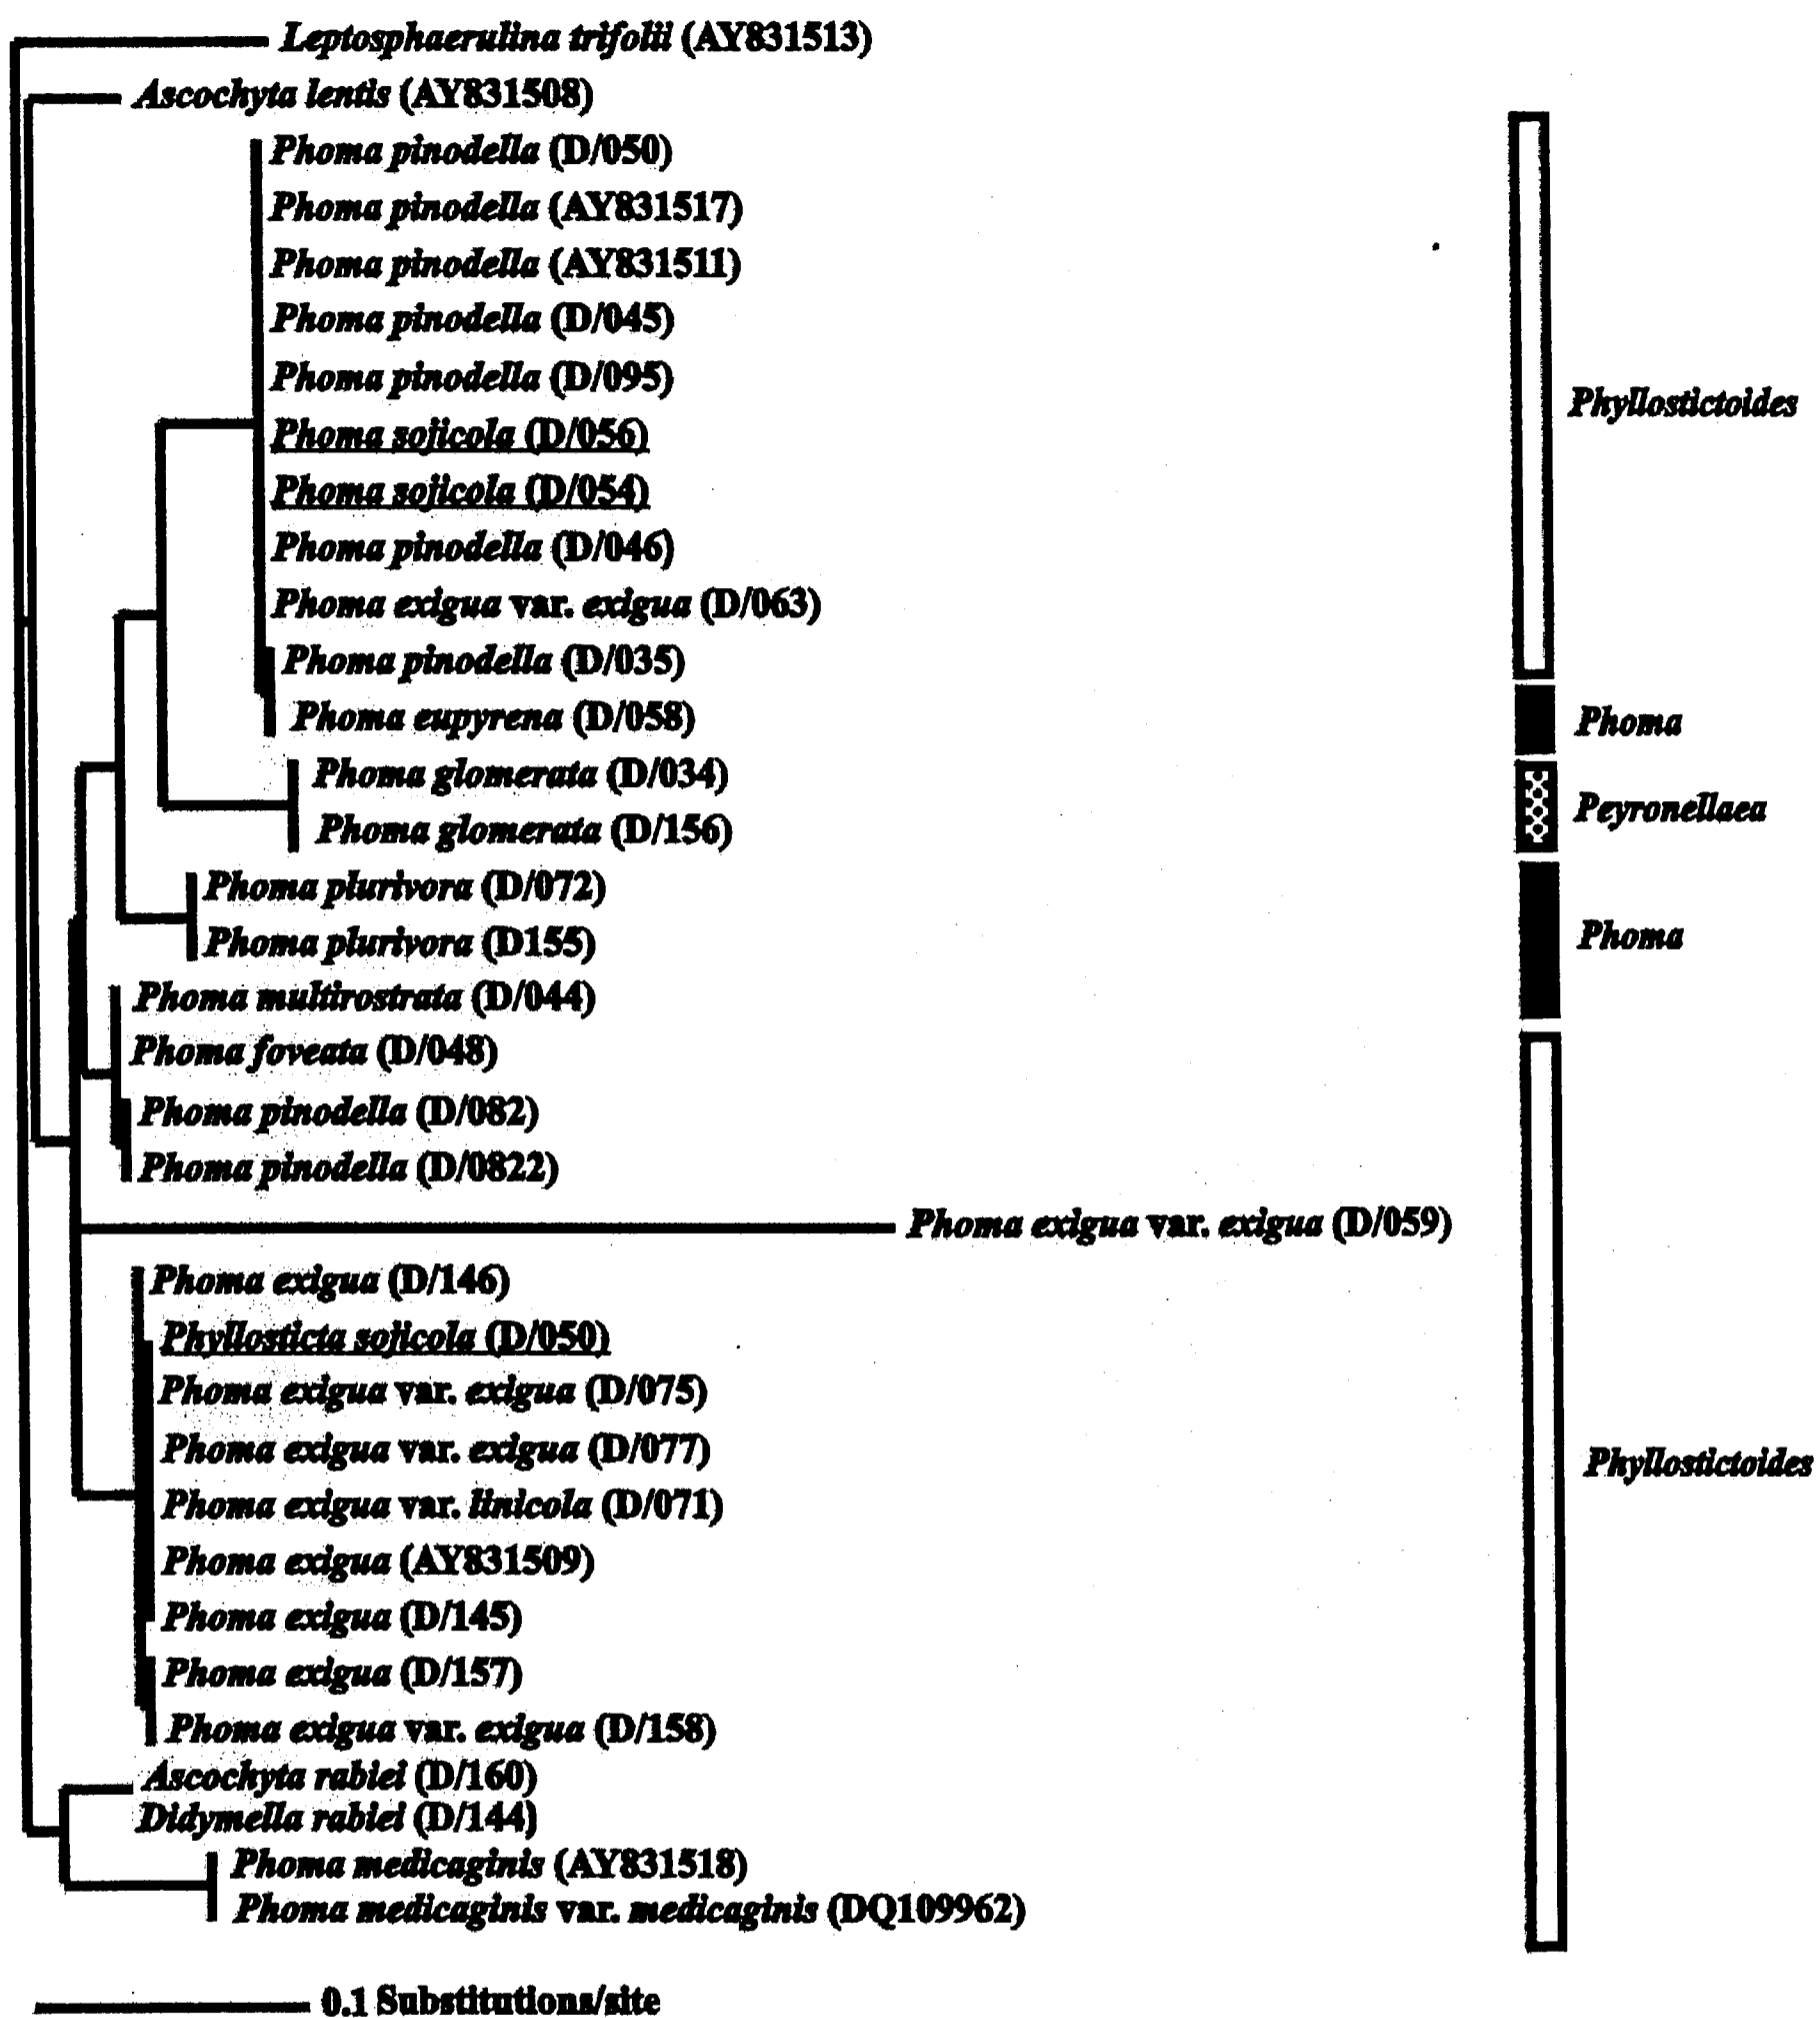 Leptosphaerulina trifolii (AY831513)
Ascochyta lentis (AY831508)
Phoma pinodella (D/050)
Phoma pinodella (AY831517)
Phoma pinodella (AY831511)
Phoma pinodella (D/045)
Phoma pinodella (D/095)
Phyllostictoides
Phoma sojicola (D/056)
Phoma sojicola (D/054)
Phoma pinodella (D/046)
Phoma exigua var. exigua (D/063)
Phoma pinodella (D/035)
Phoma eupyrena (D/058)
Phoma
Phoma glomerata (D/034)
Peyronellaea
Phoma glomerata (D/156)
Phoma plurivora (D/072)
Phoma plurivora (D155)
Phoma
Phoma multirostrata (D/044)
Phoma foveata (D/048)
Phoma pinodella (D/082)
Phoma pinodella (D/0822)
Phoma exigua var. exigua (D/059)
Phoma exigua (D/146)
Phyllosticta sojicola (D/050)
Phoma exigua var. exigua (D/075)
Phoma exigua var. exigua (D/077)
Phyllostictoides
Phoma exigua var. linicola (D/071)
Phoma exigua (AY831509)
Phoma exigua (D/145)
Phoma exigua (D/157)
Phoma exigua var. exigua (D/158)
Ascochyta rabiei (D/160)
Didymella rabiei (D/144)
Phoma medicaginis (AY831518)
Phoma medicaginis var. medicaginis (DQ109962)
0.1 Substitutions/site